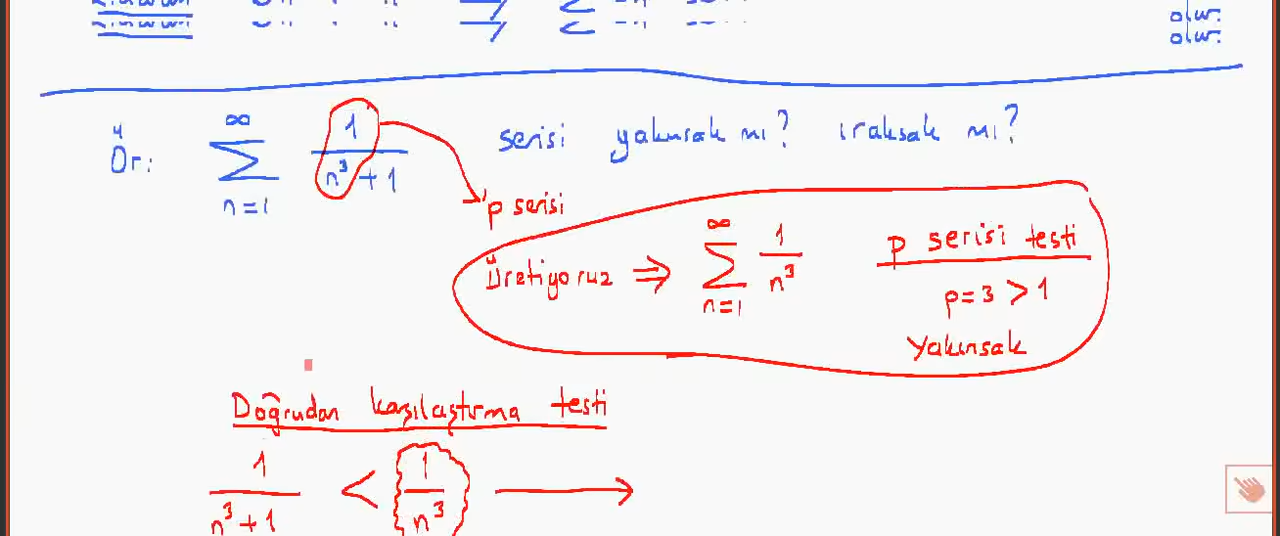 olur.
olur.
Ör: ∞ ∑ n=1 1/(n³+1) serisi yakınsak mı? ıraksak mı?
p serisi
Üretiyoruz ⇒ ∞ ∑ n=1 1/n³ p serisi testi
p=3 >1
Yakınsak
Doğrudan karşılaştırma testi
1/(n³+1) < 1/n³ →